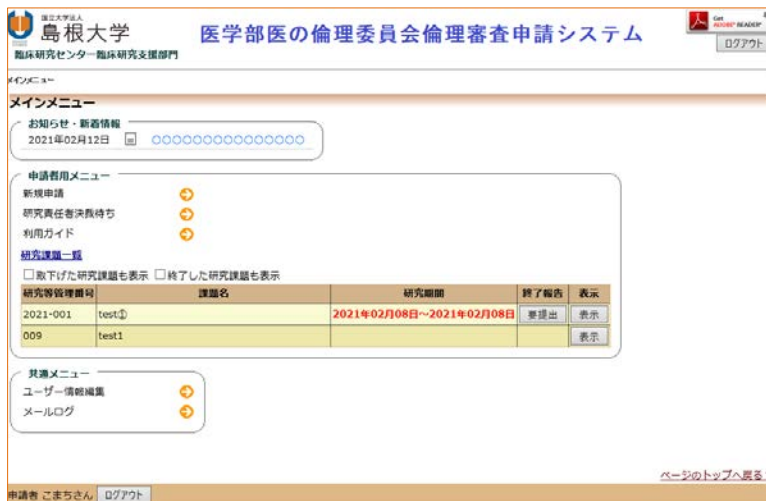 国立大学法人
島根大学
臨床研究センター臨床研究支援部門
医学部医の倫理委員会倫理審査申請システム
Get
ADOBE® READER®
ログアウト
メインメニュー
メインメニュー
お知らせ・新着情報
2021年02月12日 ○○○○○○○○○○○○○○○
申請者用メニュー
新規申請
研究責任者決裁待ち
利用ガイド
研究課題一覧
取下げた研究課題も表示 終了した研究課題も表示
研究等管理番号 課題名 研究期間 終了報告 表示
2021-001 test① 2021年02月08日～2021年02月08日 要提出 表示
009 test1 表示
共通メニュー
ユーザー情報編集
メールログ
ページのトップへ戻る
申請者 こまちさん ログアウト